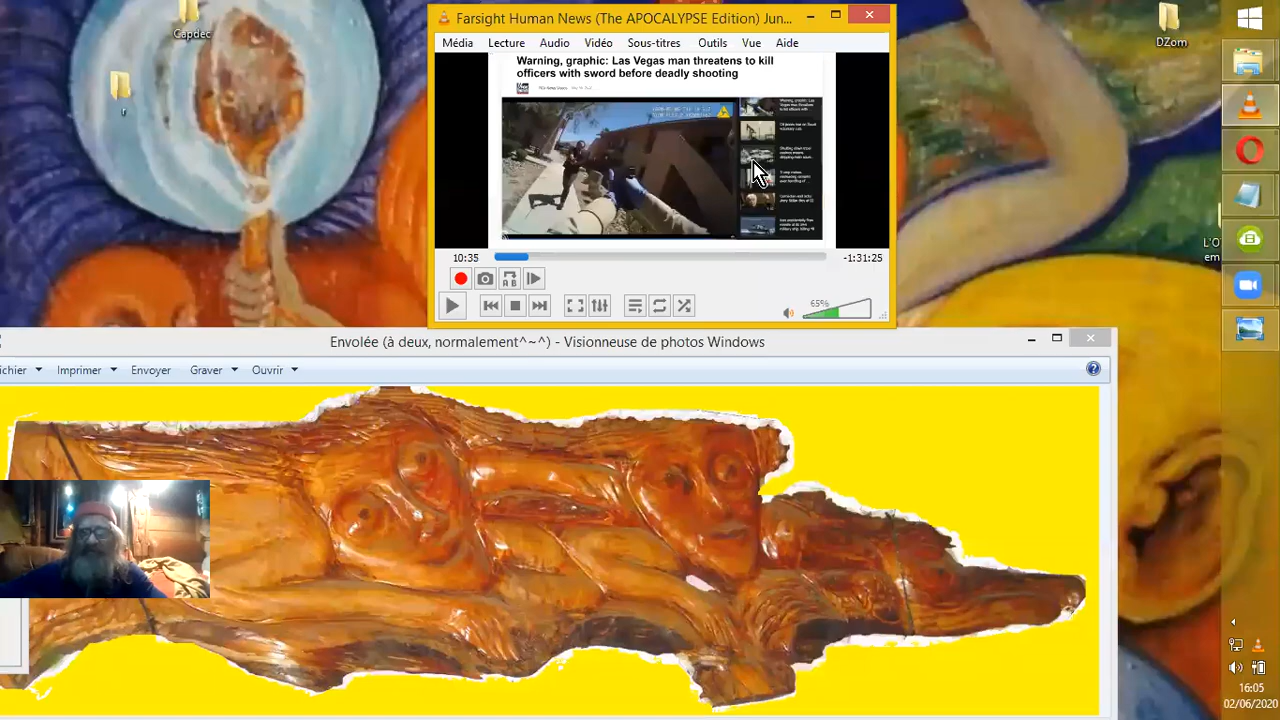 Capdec
r
DZom
Farsight Human News (The APOCALYPSE Edition) Jun...
Média Lecture Audio Vidéo Sous-titres Outils Vue Aide
Warning, graphic: Las Vegas man threatens to kill
officers with sword before deadly shooting
10:35
-1:31:25
65%
L'O
em
Envolée (à deux, normalement^~^) - Visionneuse de photos Windows
ichier Imprimer Envoyer Graver Ouvrir
16:05
02/06/2020